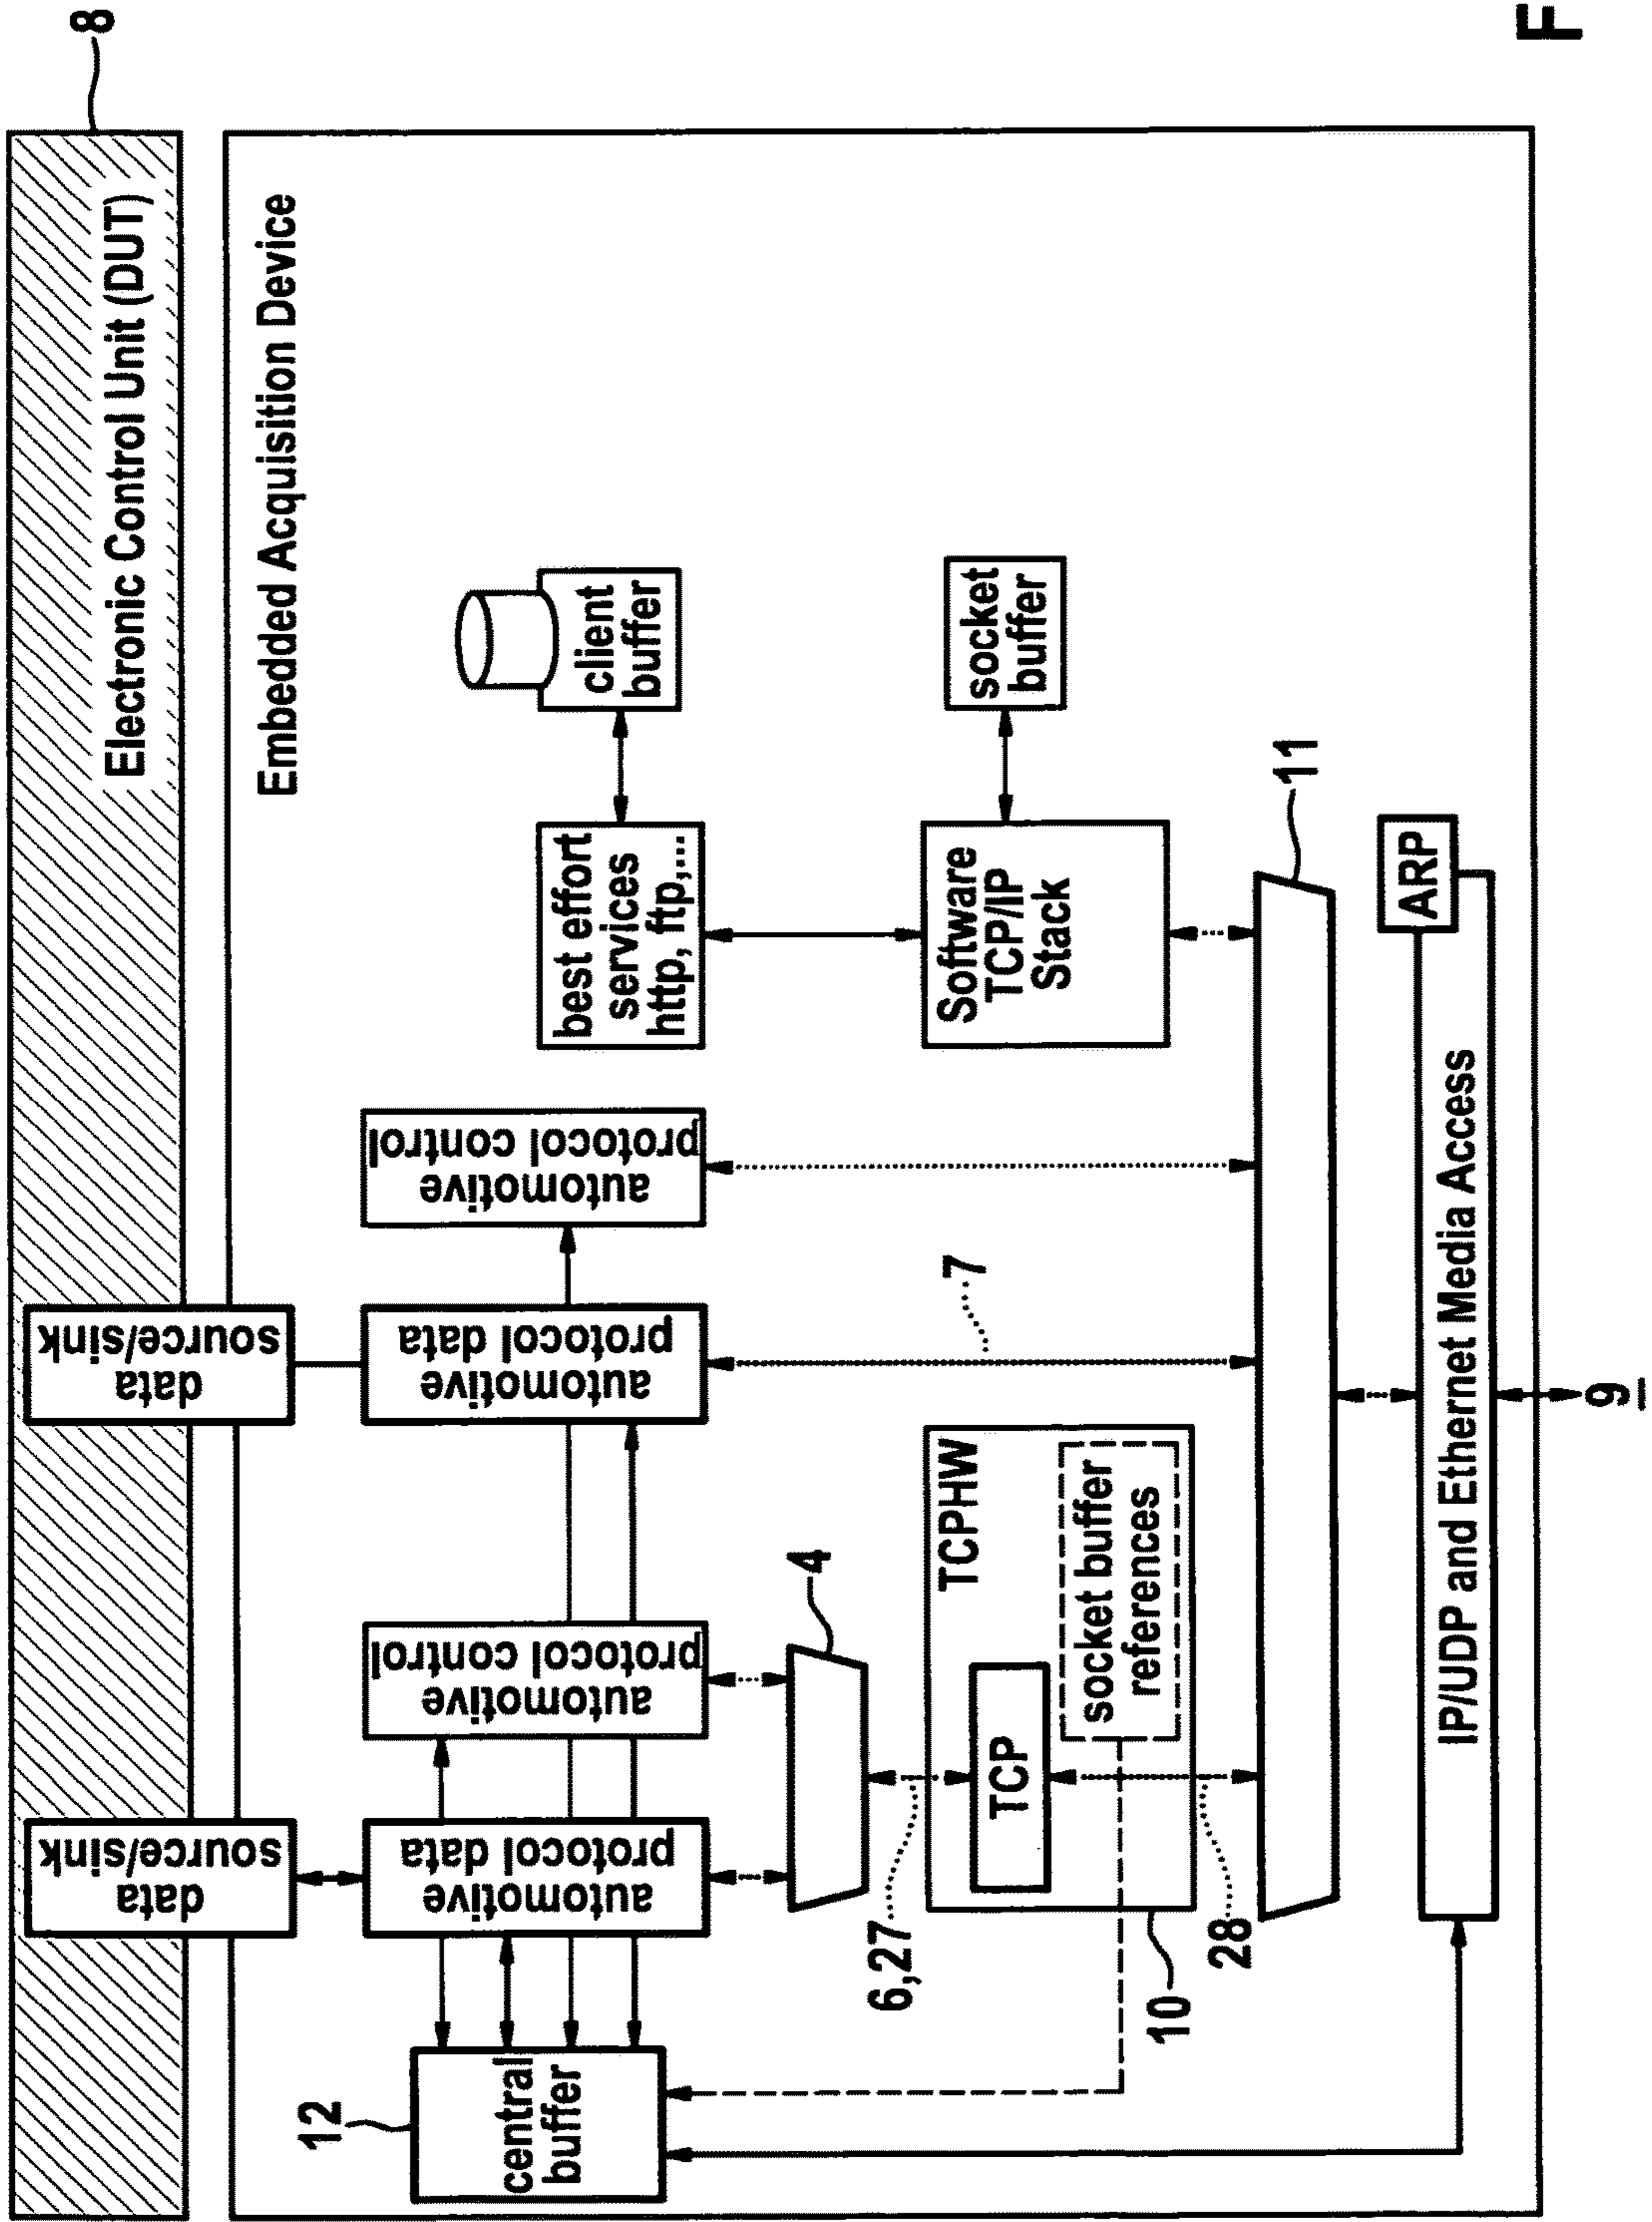 8
Electronic Control Unit (DUT)
Embedded Acquisition Device
data
source/sink
data
source/sink
12
central
buffer
automotive
protocol data
automotive
protocol control
automotive
protocol data
automotive
protocol control
best effort
services
http, ftp,...
client
buffer
4
6,27
7
TCPHW
TCP
socket buffer
references
10
28
Software
TCP/IP
Stack
socket
buffer
11
IP/UDP and Ethernet Media Access
ARP
9
F